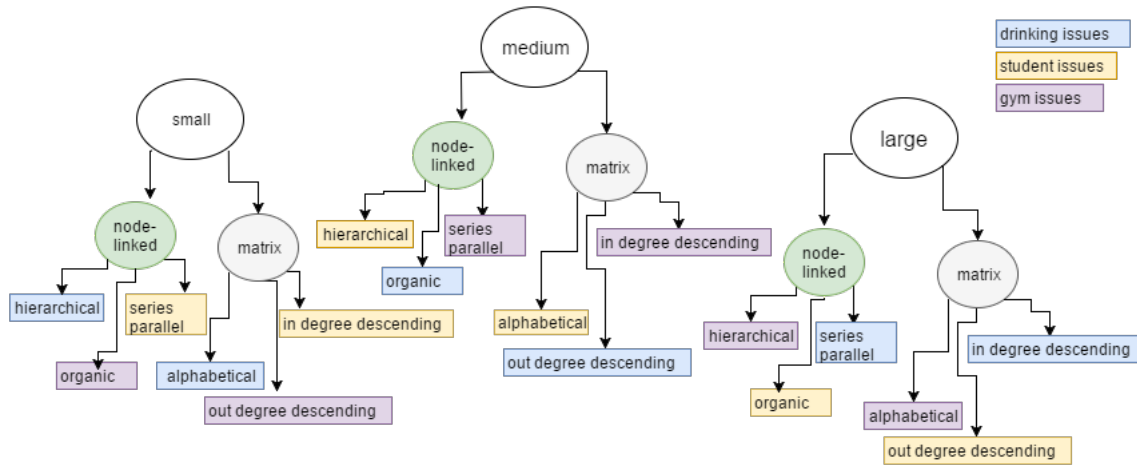 drinking issues
student issues
gym issues
small
node-
linked
matrix
hierarchical
series
parallel
in degree descending
organic
alphabetical
out degree descending
medium
node-
linked
matrix
hierarchical
series
parallel
in degree descending
organic
alphabetical
out degree descending
large
node-
linked
matrix
hierarchical
series
parallel
in degree descending
organic
alphabetical
out degree descending